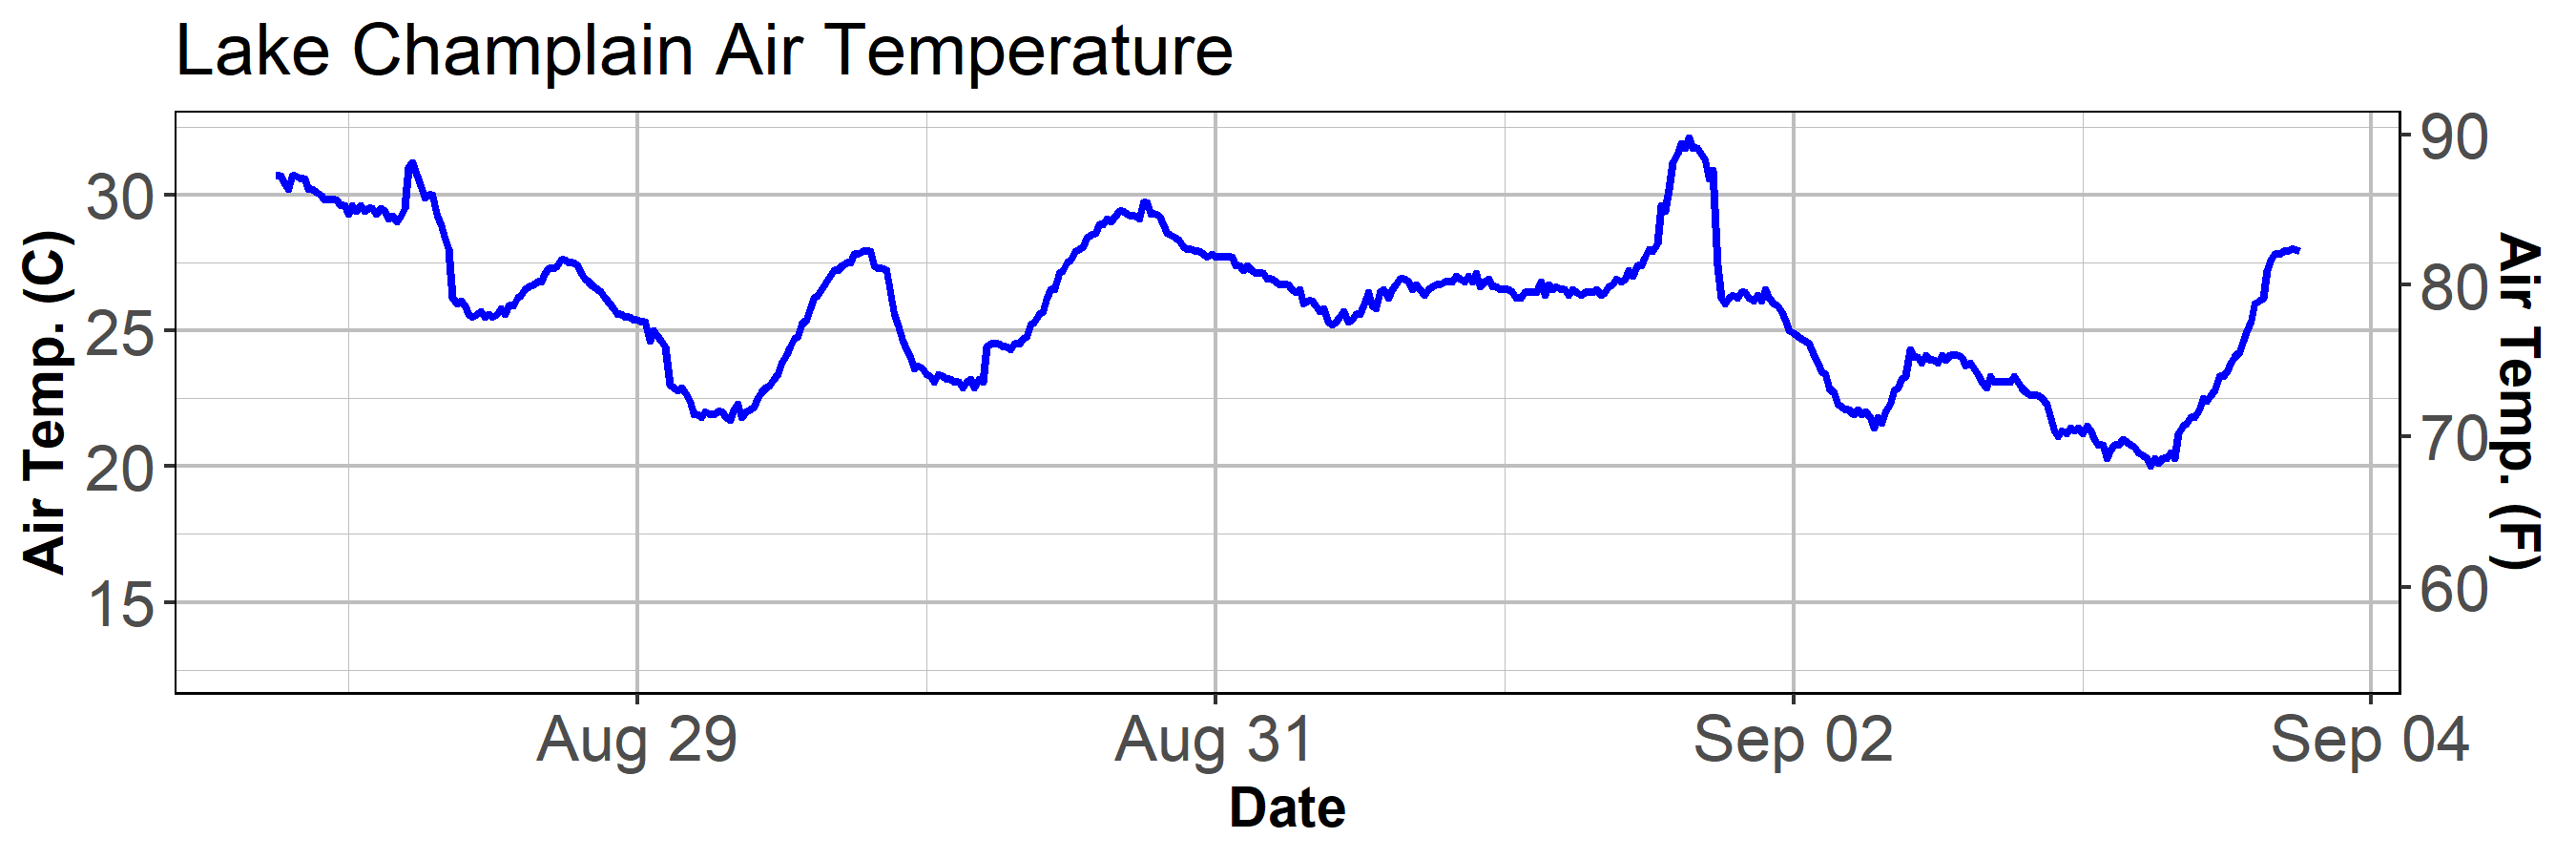 Lake Champlain Air Temperature
Air Temp. (C)
30
25
20
15
90
80
70
60
Air Temp. (F)
Aug 29
Aug 31
Sep 02
Sep 04
Date